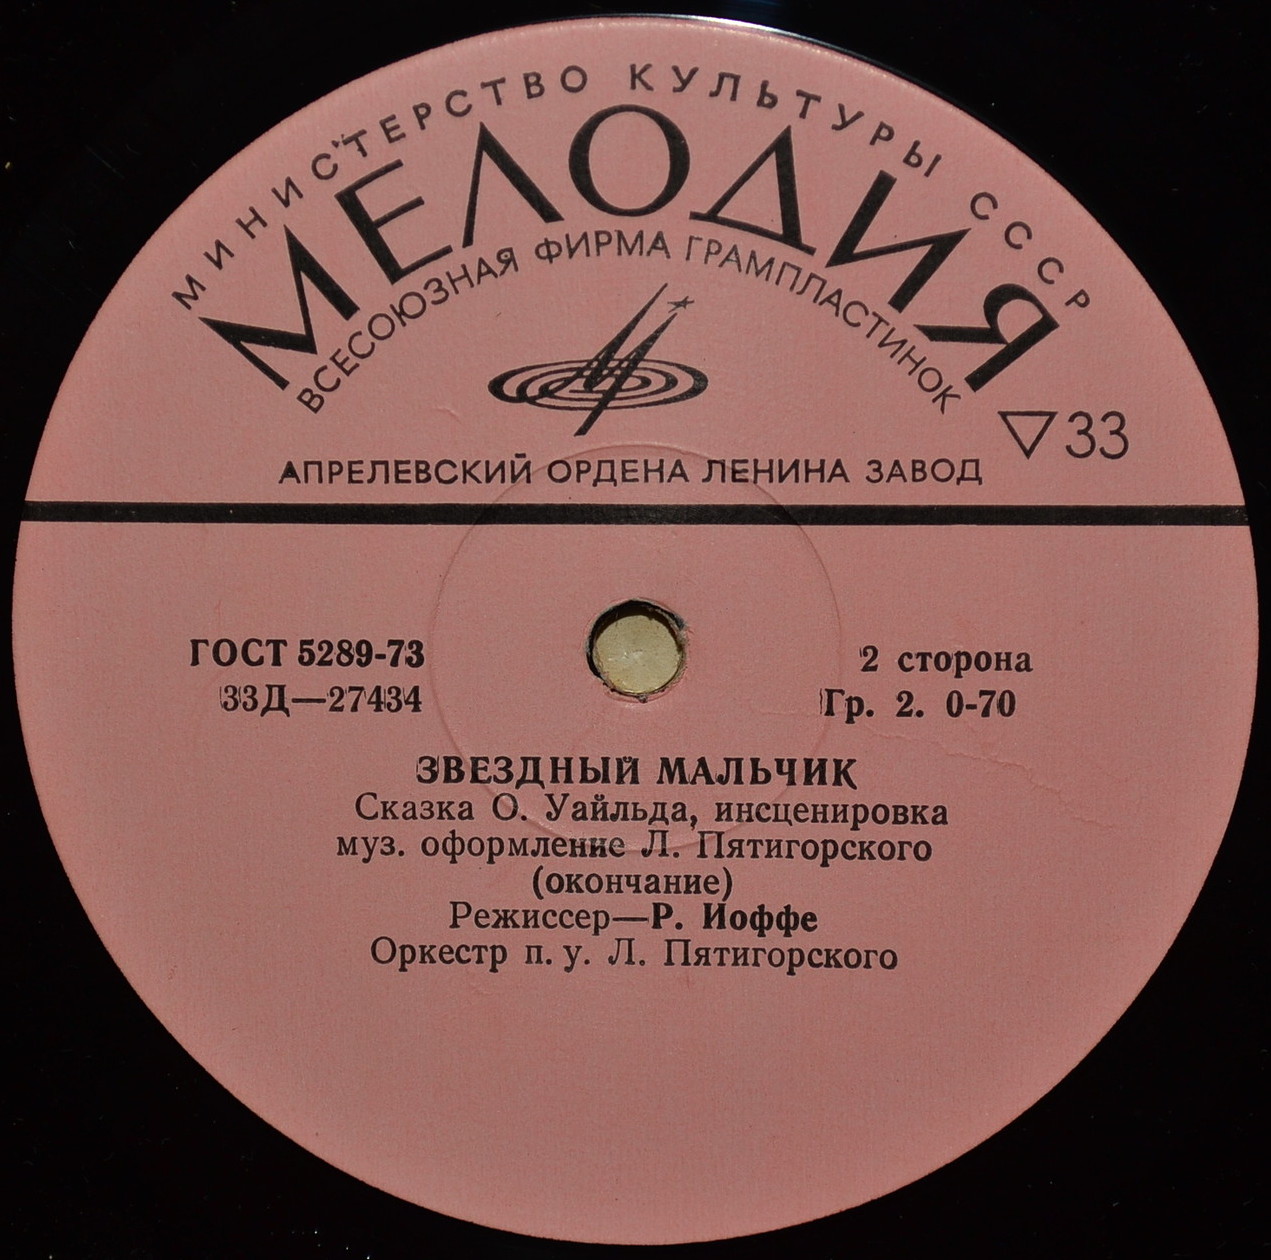 МИНИСТЕРСТВО КУЛЬТУРЫ СССР
МЕЛОДИЯ
ВСЕСОЮЗНАЯ ФИРМА ГРАМПЛАСТИНОК
33
АПРЕЛЕВСКИЙ ОРДЕНА ЛЕНИНА ЗАВОД
ГОСТ 5289-73
33Д—27434
2 сторона
Гр. 2. 0-70
ЗВЕЗДНЫЙ МАЛЬЧИК
Сказка О. Уайльда, инсценировка
муз. оформление Л. Пятигорского
(окончание)
Режиссер—Р. Иоффе
Оркестр п. у. Л. Пятигорского